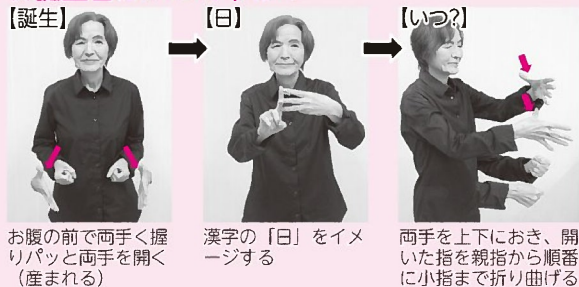 【誕生】
【日】
【いつ?】
お腹の前で両手く握
りパッと両手を開く
（産まれる）
漢字の「日」をイメ
ージする
両手を上下におき、開
いた指を親指から順番
に小指まで折り曲げる